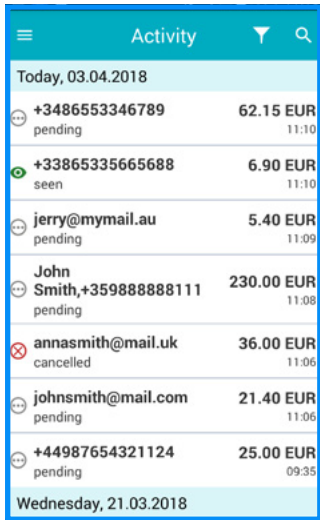 Activity
Today, 03.04.2018
+3486553346789 62.15 EUR
pending 11:10
+33865335665688 6.90 EUR
seen 11:10
jerry@mymail.au 5.40 EUR
pending 11:09
John
Smith,+359888888111 230.00 EUR
pending 11:08
annasmith@mail.uk 36.00 EUR
cancelled 11:06
johnsmith@mail.com 21.40 EUR
pending 11:06
+44987654321124 25.00 EUR
pending 09:35
Wednesday, 21.03.2018